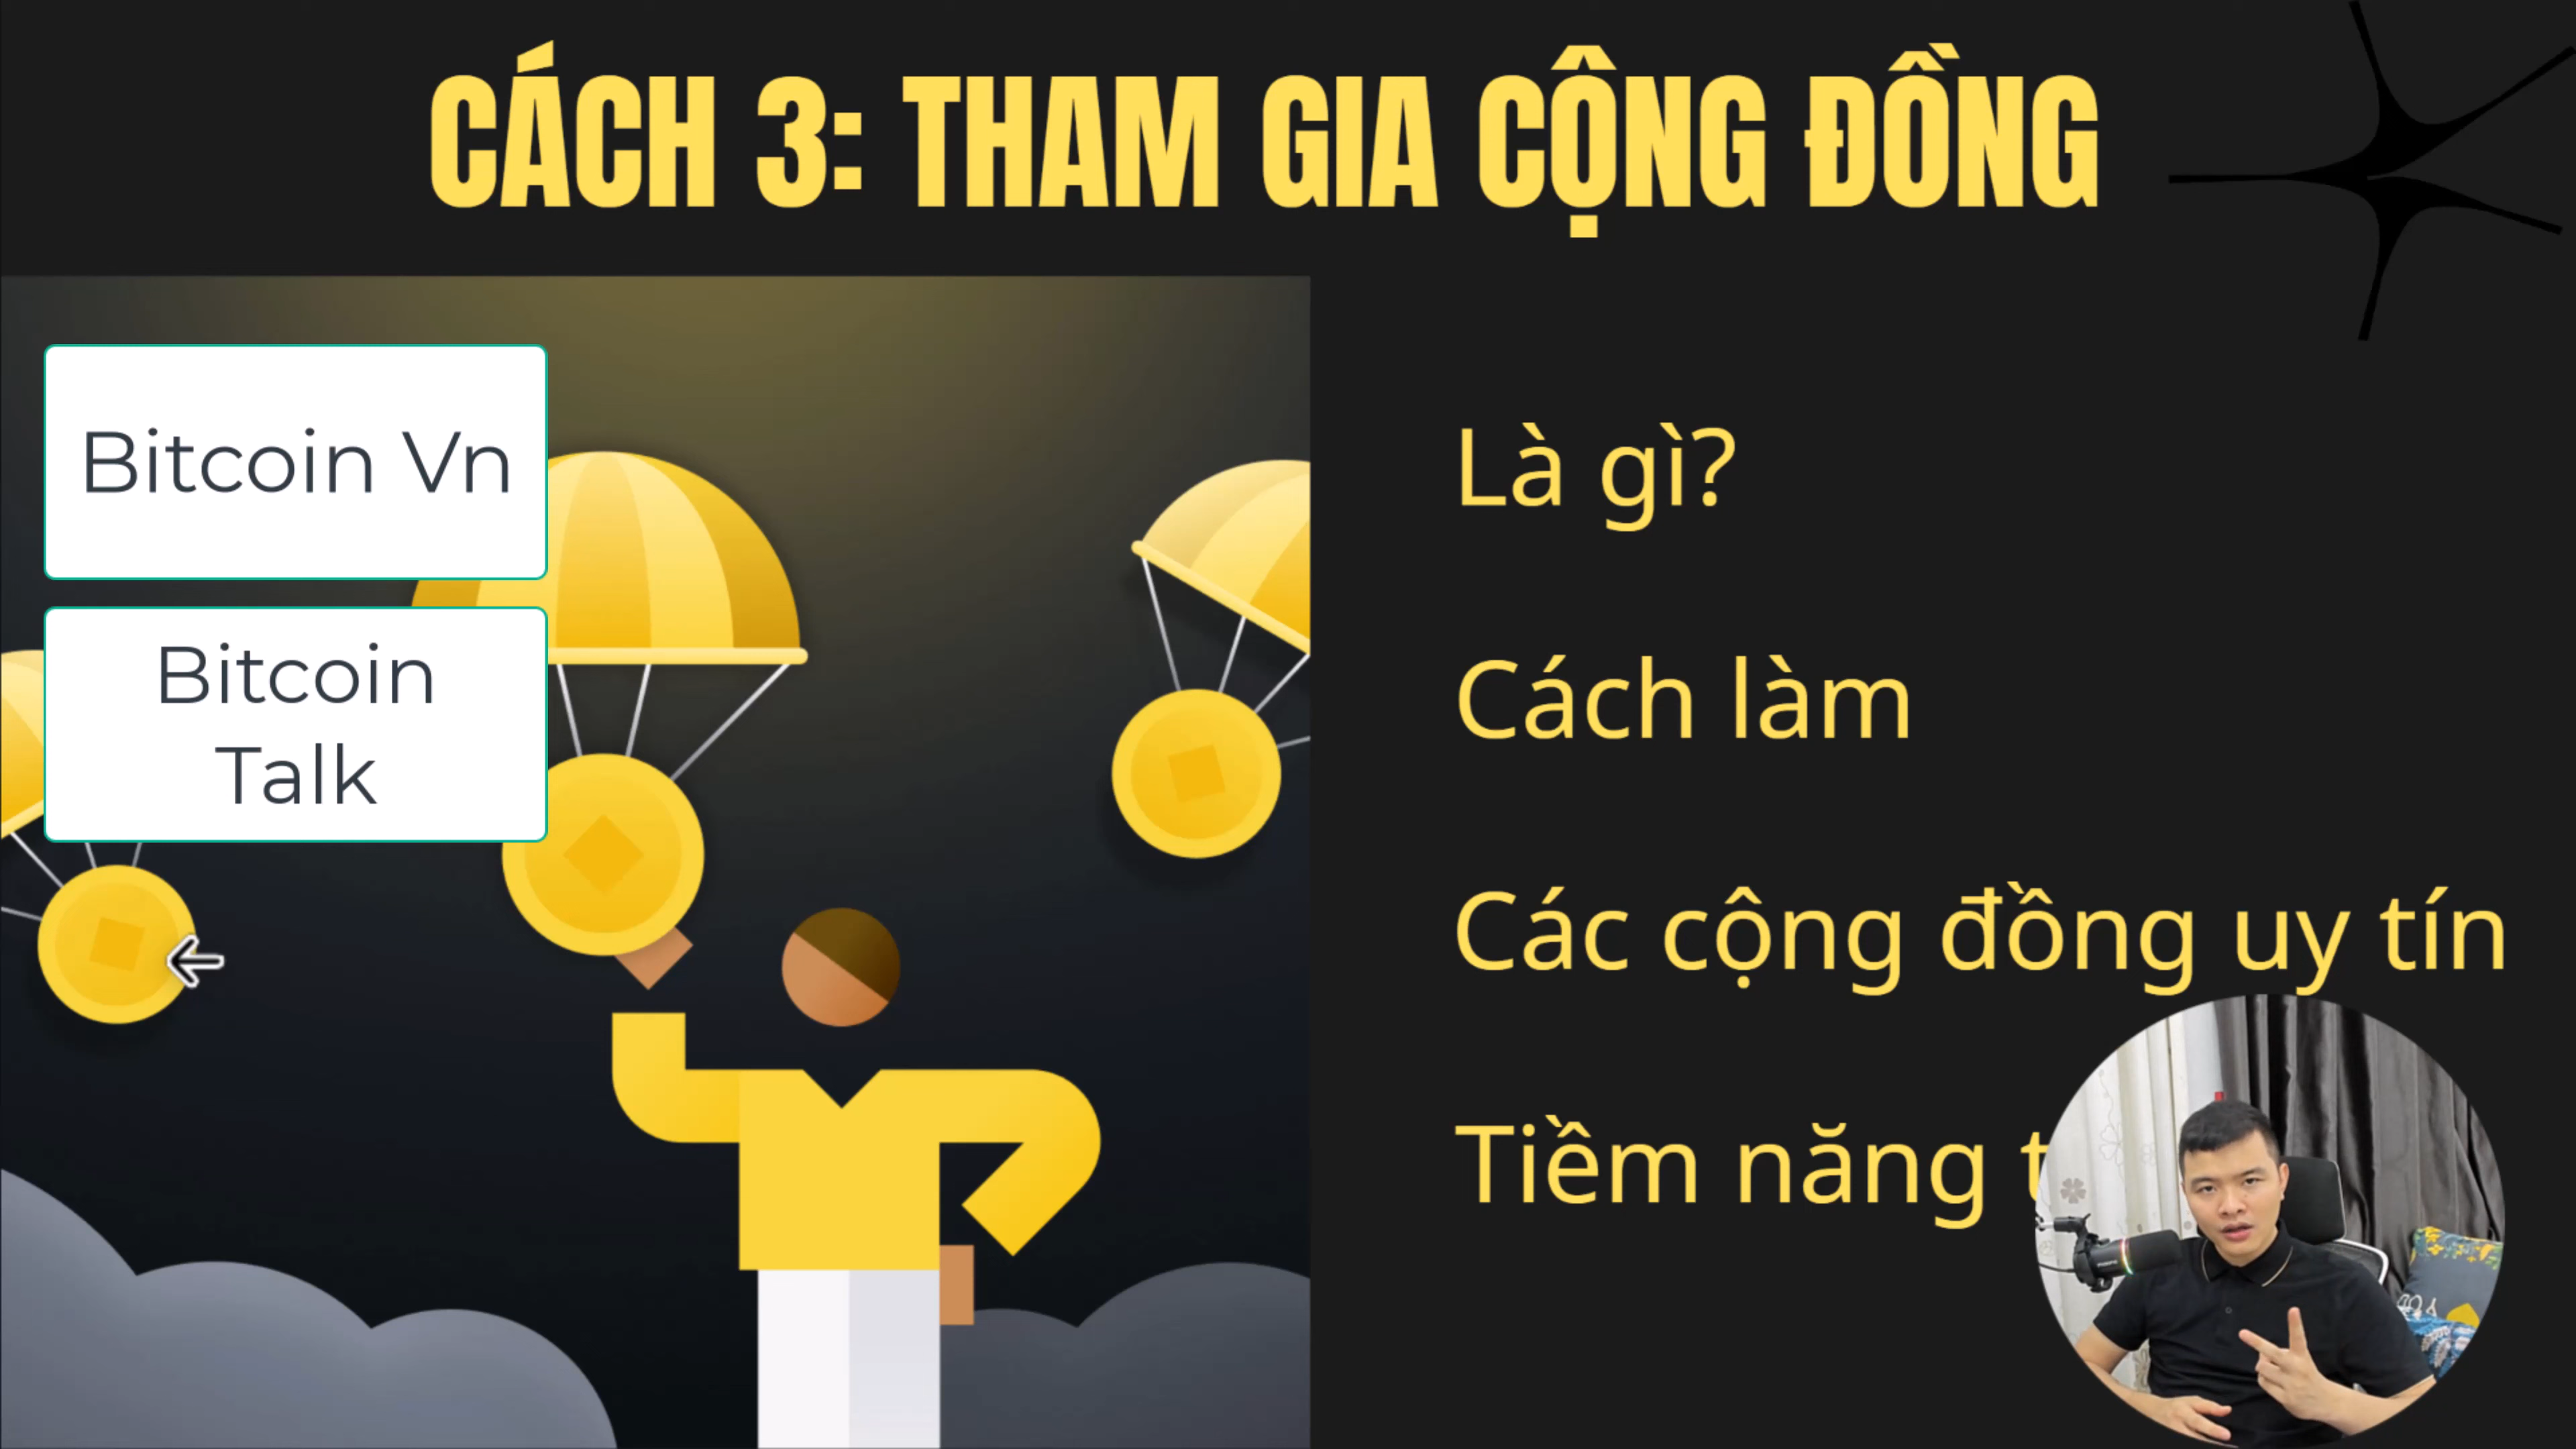 CÁCH 3: THAM GIA CỘNG ĐỒNG
Bitcoin Vn
Bitcoin
Talk
Là gì?
Cách làm
Các cộng đồng uy tín
Tiềm năng